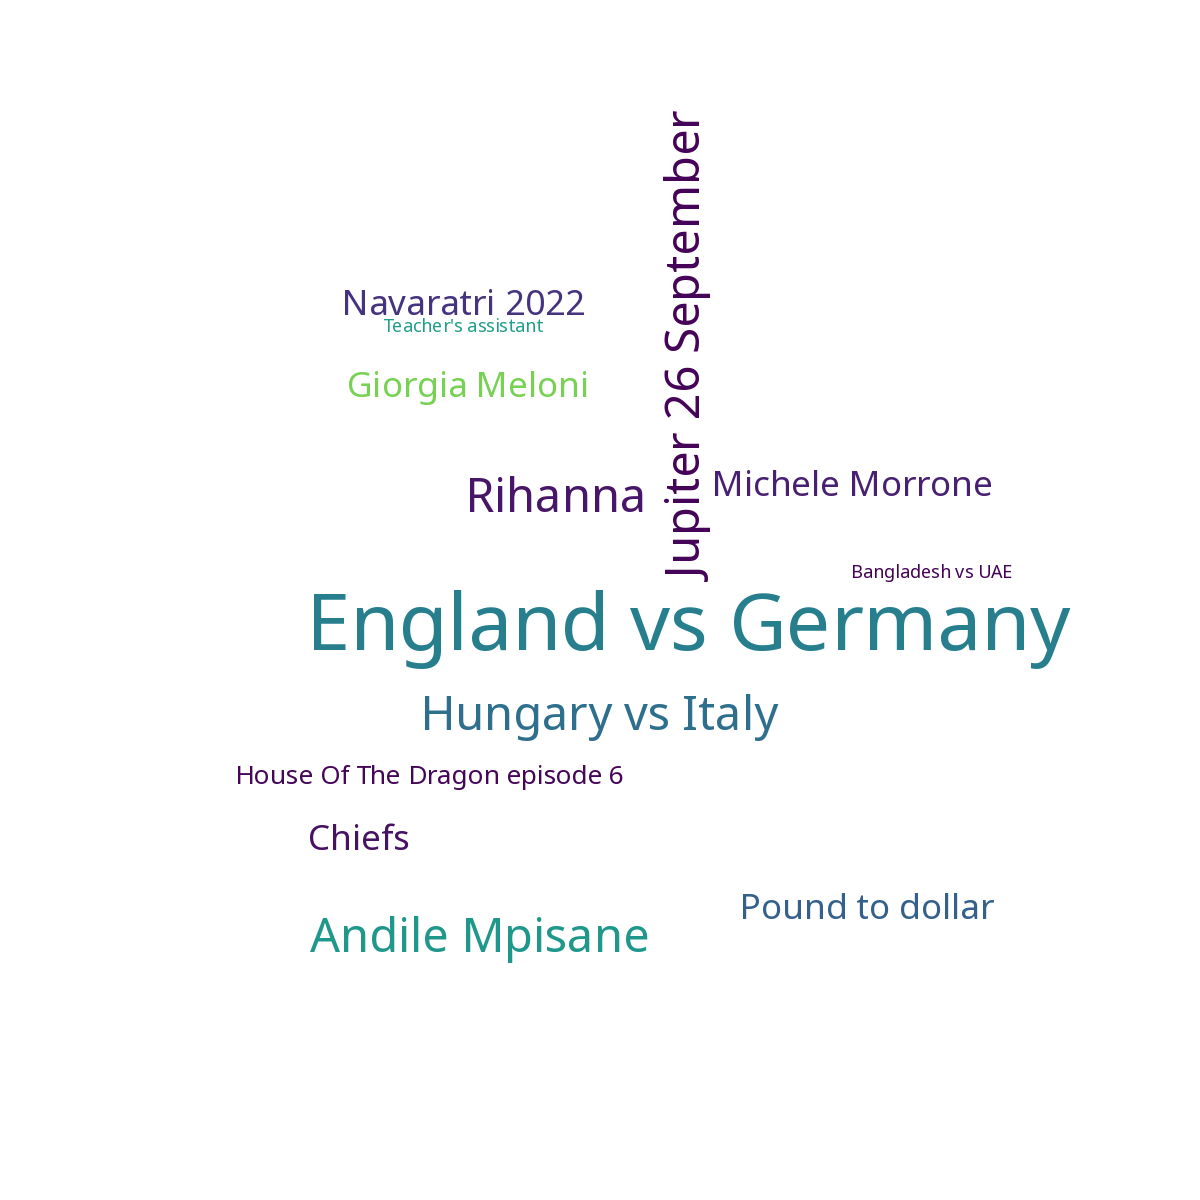 Jupiter 26 September
Navaratri 2022
Teacher's assistant
Giorgia Meloni
Rihanna
Michele Morrone
Bangladesh vs UAE
England vs Germany
Hungary vs Italy
House Of The Dragon episode 6
Chiefs
Pound to dollar
Andile Mpisane